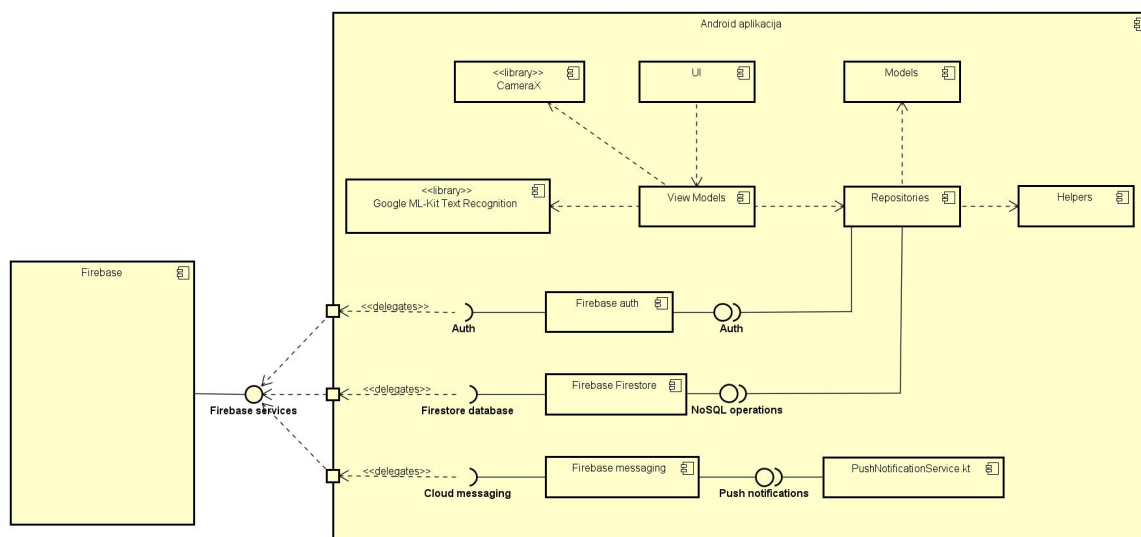 Android aplikacija
<<library>>
CameraX
UI
Models
<<library>>
Google ML-Kit Text Recognition
View Models
Repositories
Helpers
Firebase
<<delegates>>
Auth
Firebase auth
Auth
Firebase services
<<delegates>>
Firestore database
Firebase Firestore
NoSQL operations
<<delegates>>
Cloud messaging
Firebase messaging
Push notifications
PushNotificationService.kt